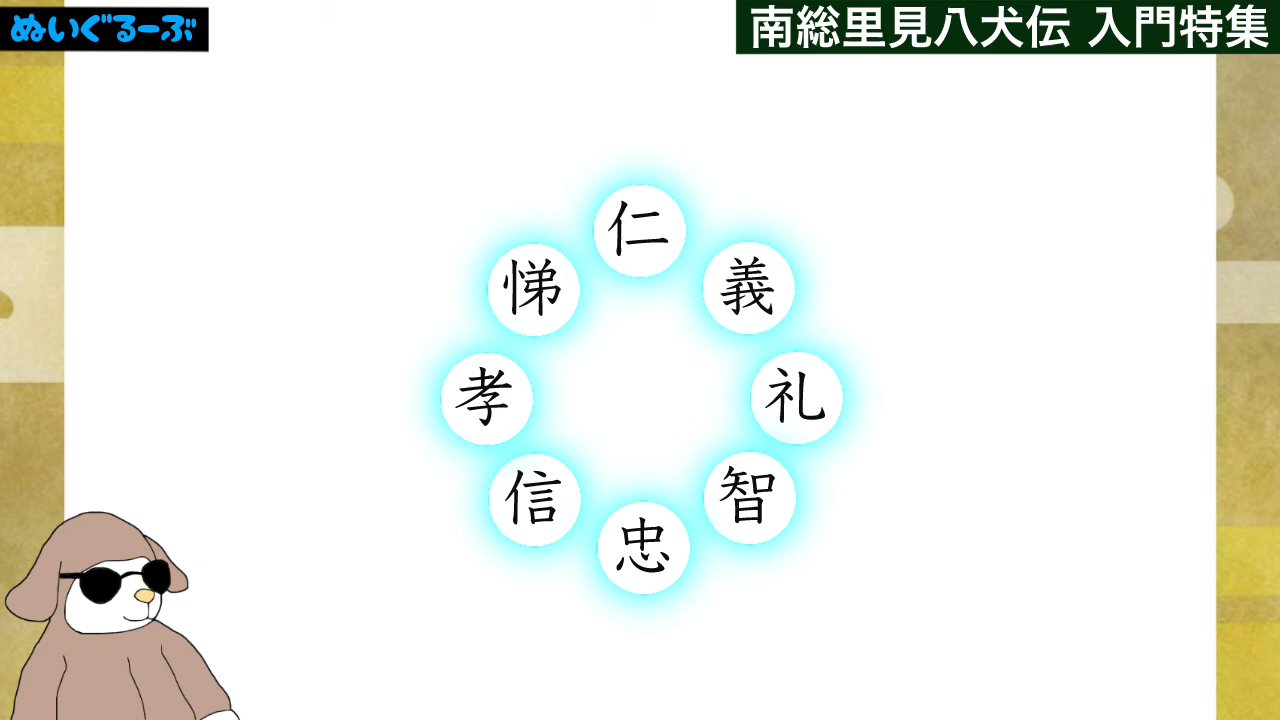 ぬいぐるーぷ
南総里見八犬伝 入門特集
仁
義
礼
智
忠
信
孝
悌